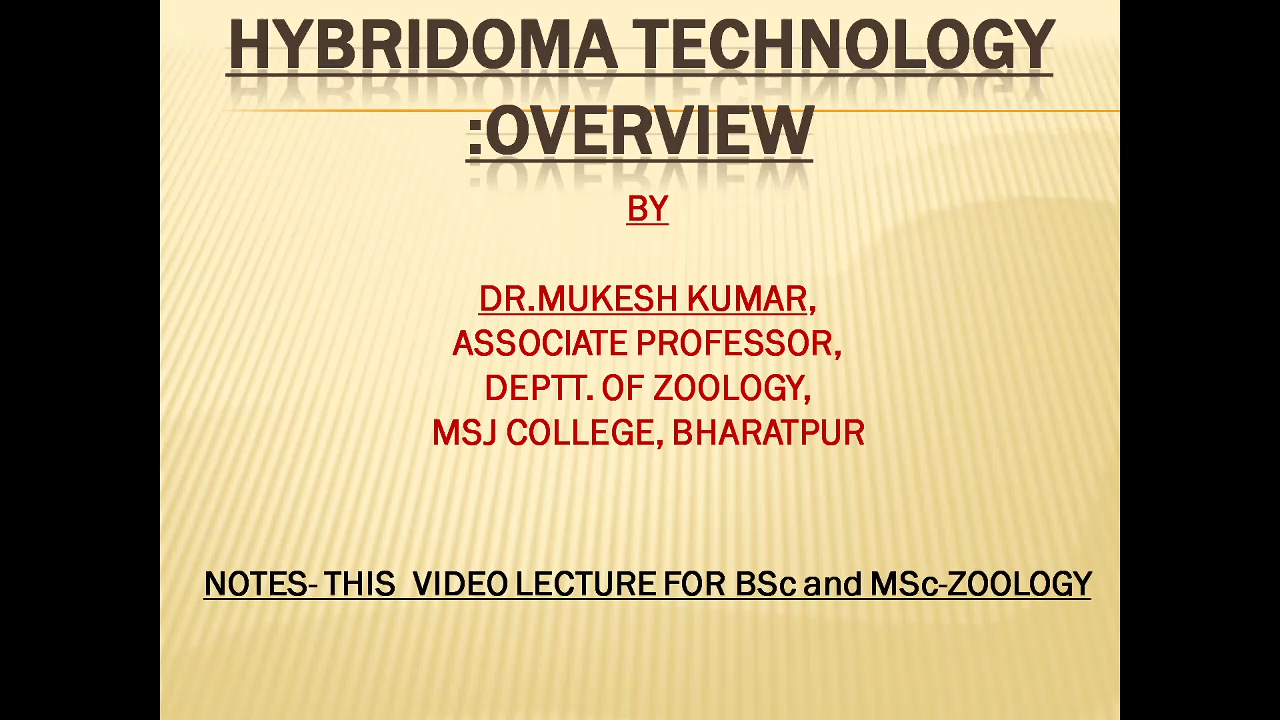 HYBRIDOMA TECHNOLOGY
:OVERVIEW
BY
DR.MUKESH KUMAR,
ASSOCIATE PROFESSOR,
DEPTT. OF ZOOLOGY,
MSJ COLLEGE, BHARATPUR
NOTES- THIS VIDEO LECTURE FOR BSc and MSc-ZOOLOGY